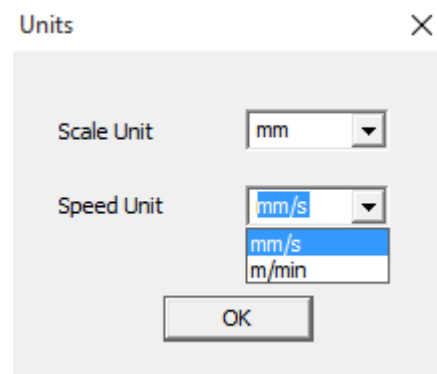 Units
Scale Unit mm
Speed Unit mm/s
mm/s
m/min
OK